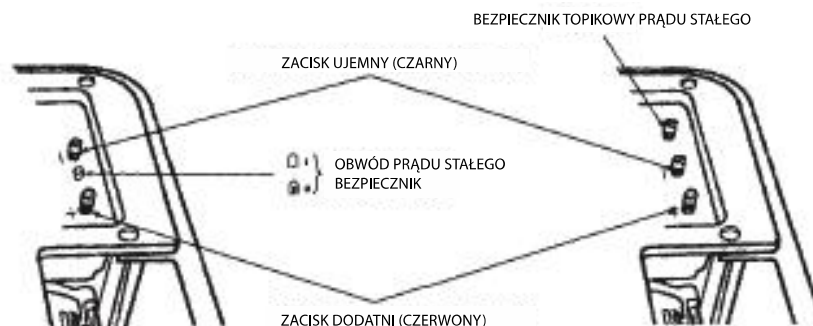 BEZPIECZNIK TOPIKOWY PRĄDU STAŁEGO
ZACISK UJEMNY (CZARNY)
OBWÓD PRĄDU STAŁEGO
BEZPIECZNIK
ZACISK DODATNI (CZERWONY)